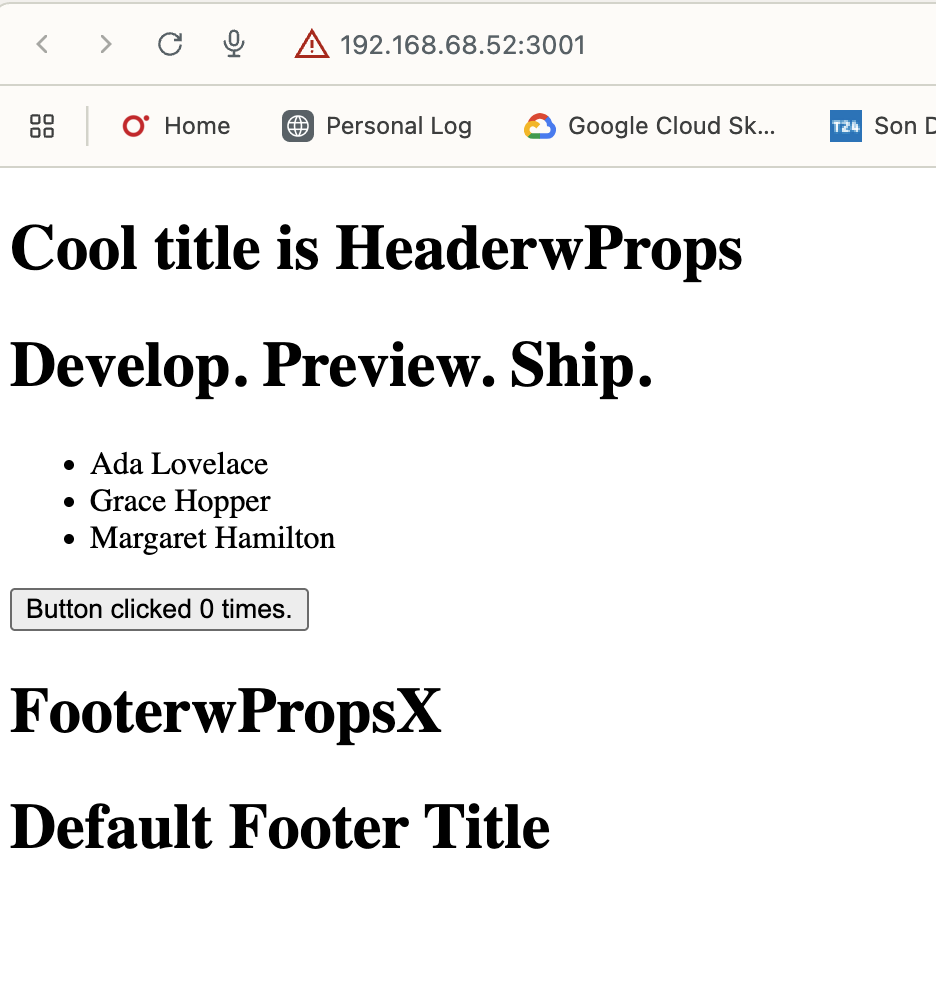 192.168.68.52:3001
Home Personal Log Google Cloud Sk... T24 Son D
Cool title is HeaderwProps
Develop. Preview. Ship.
• Ada Lovelace
• Grace Hopper
• Margaret Hamilton
Button clicked 0 times.
FooterwPropsX
Default Footer Title